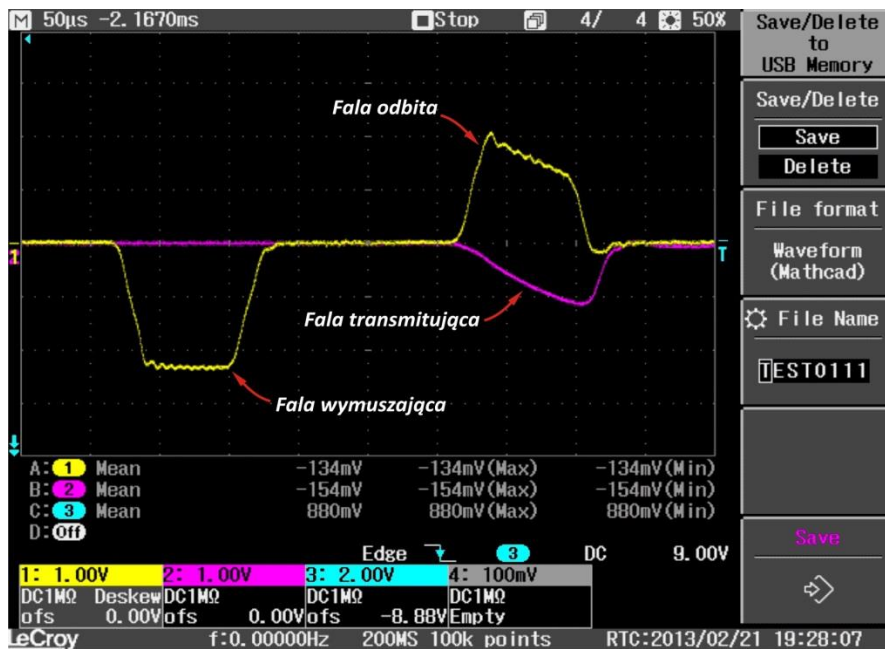 M 50µs -2.1670ms Stop 4/ 4 50%
Save/Delete
to
USB Memory
Save/Delete
Save
Delete
File format
Waveform
(Mathcad)
File Name
TEST0111
Save
Fala odbita
1
T
Fala transmitująca
Fala wymuszająca
A: 1 Mean -134mV -134mV(Max) -134mV(Min)
B: 2 Mean -154mV -154mV(Max) -154mV(Min)
C: 3 Mean 880mV 880mV(Max) 880mV(Min)
D: Off
Edge 3 DC 9.00V
1: 1.00V 2: 1.00V 3: 2.00V 4: 100mV
DC1MΩ Deskew DC1MΩ DC1MΩ DC1MΩ
ofs 0.00V ofs 0.00V ofs -8.88V Empty
LeCroy f:0.00000Hz 200MS 100k points RTC:2013/02/21 19:28:07